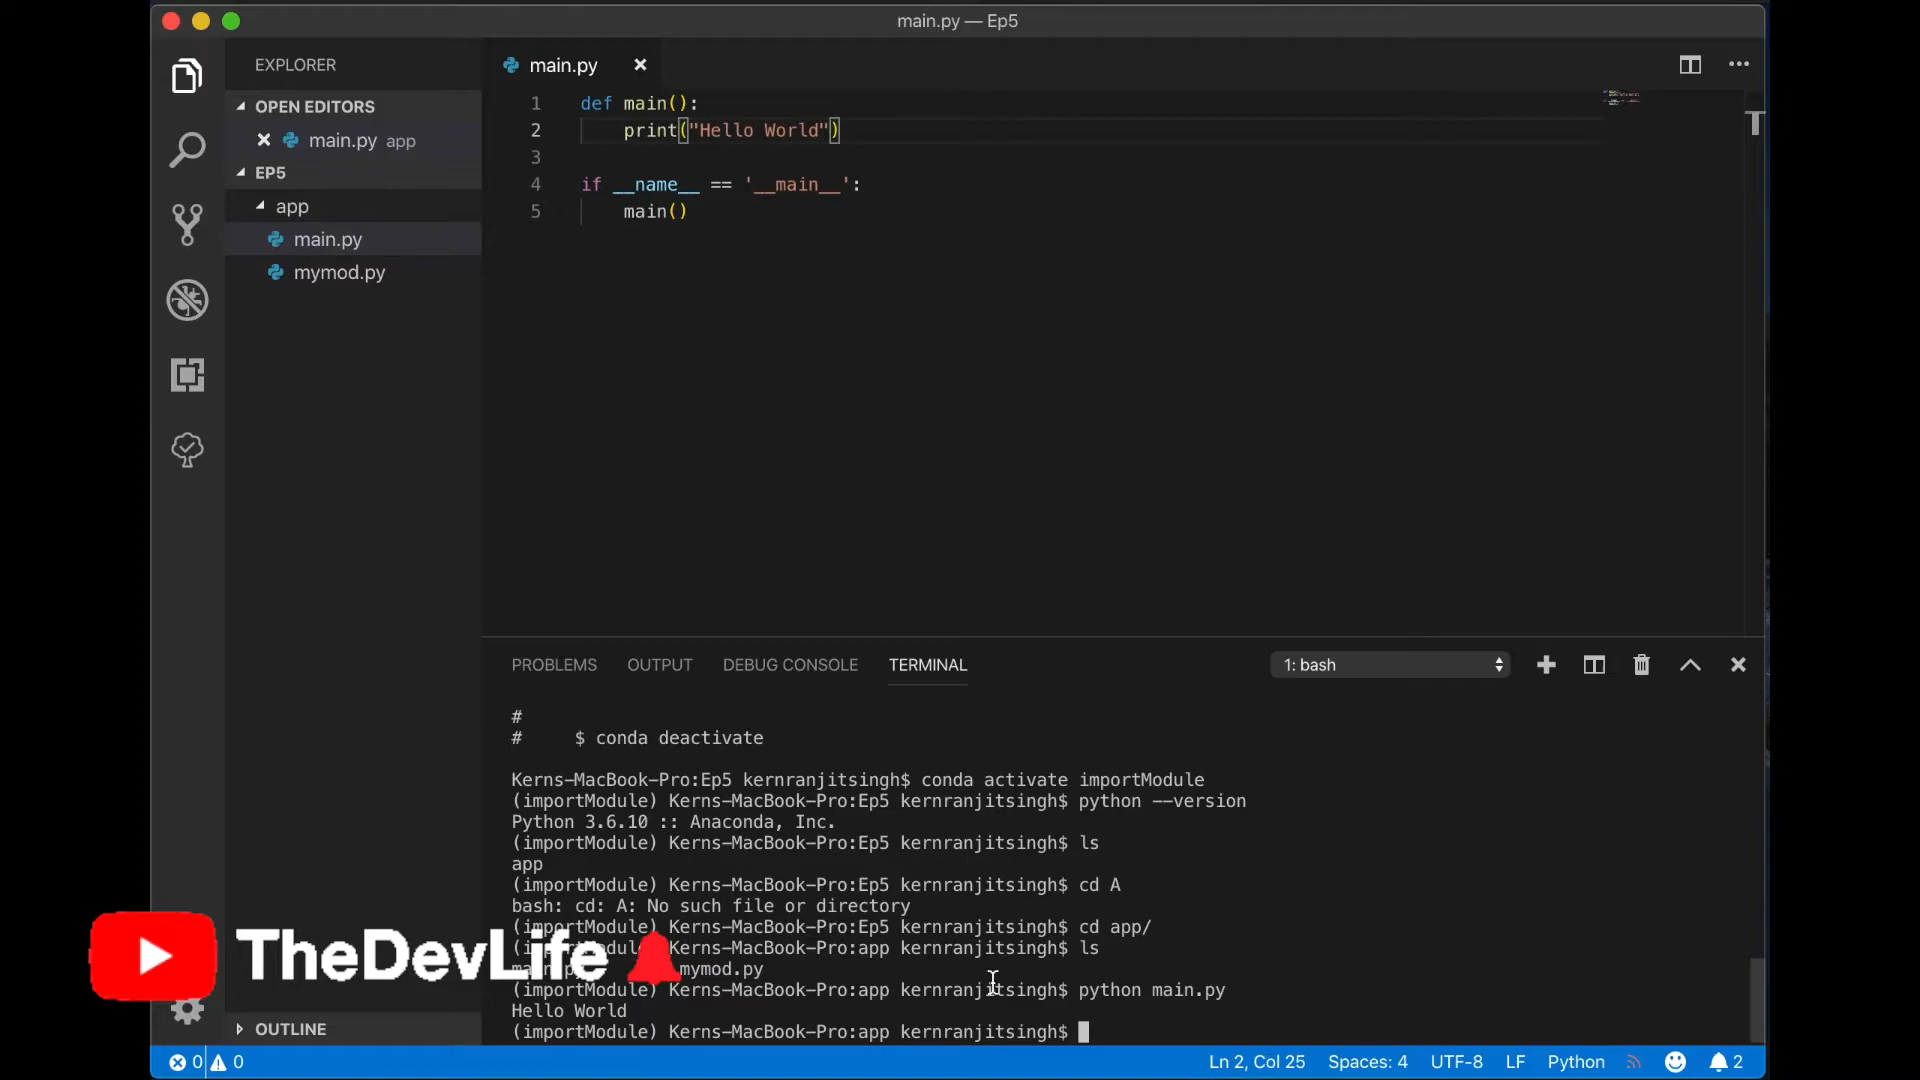 main.py — Ep5
EXPLORER
OPEN EDITORS
main.py app
EP5
app
main.py
mymod.py
OUTLINE
main.py
1 def main():
2     print("Hello World")
3
4 if __name__ == '__main__':
5     main()
PROBLEMS OUTPUT DEBUG CONSOLE TERMINAL
1: bash
#
#     $ conda deactivate
Kerns-MacBook-Pro:Ep5 kernranjitsingh$ conda activate importModule
(importModule) Kerns-MacBook-Pro:Ep5 kernranjitsingh$ python --version
Python 3.6.10 :: Anaconda, Inc.
(importModule) Kerns-MacBook-Pro:Ep5 kernranjitsingh$ ls
app
(importModule) Kerns-MacBook-Pro:Ep5 kernranjitsingh$ cd A
bash: cd: A: No such file or directory
(importModule) Kerns-MacBook-Pro:Ep5 kernranjitsingh$ cd app/
(importModule) Kerns-MacBook-Pro:app kernranjitsingh$ ls
mymod.py
(importModule) Kerns-MacBook-Pro:app kernranjitsingh$ python main.py
Hello World
(importModule) Kerns-MacBook-Pro:app kernranjitsingh$
TheDevLife
0 0
Ln 2, Col 25 Spaces: 4 UTF-8 LF Python 2